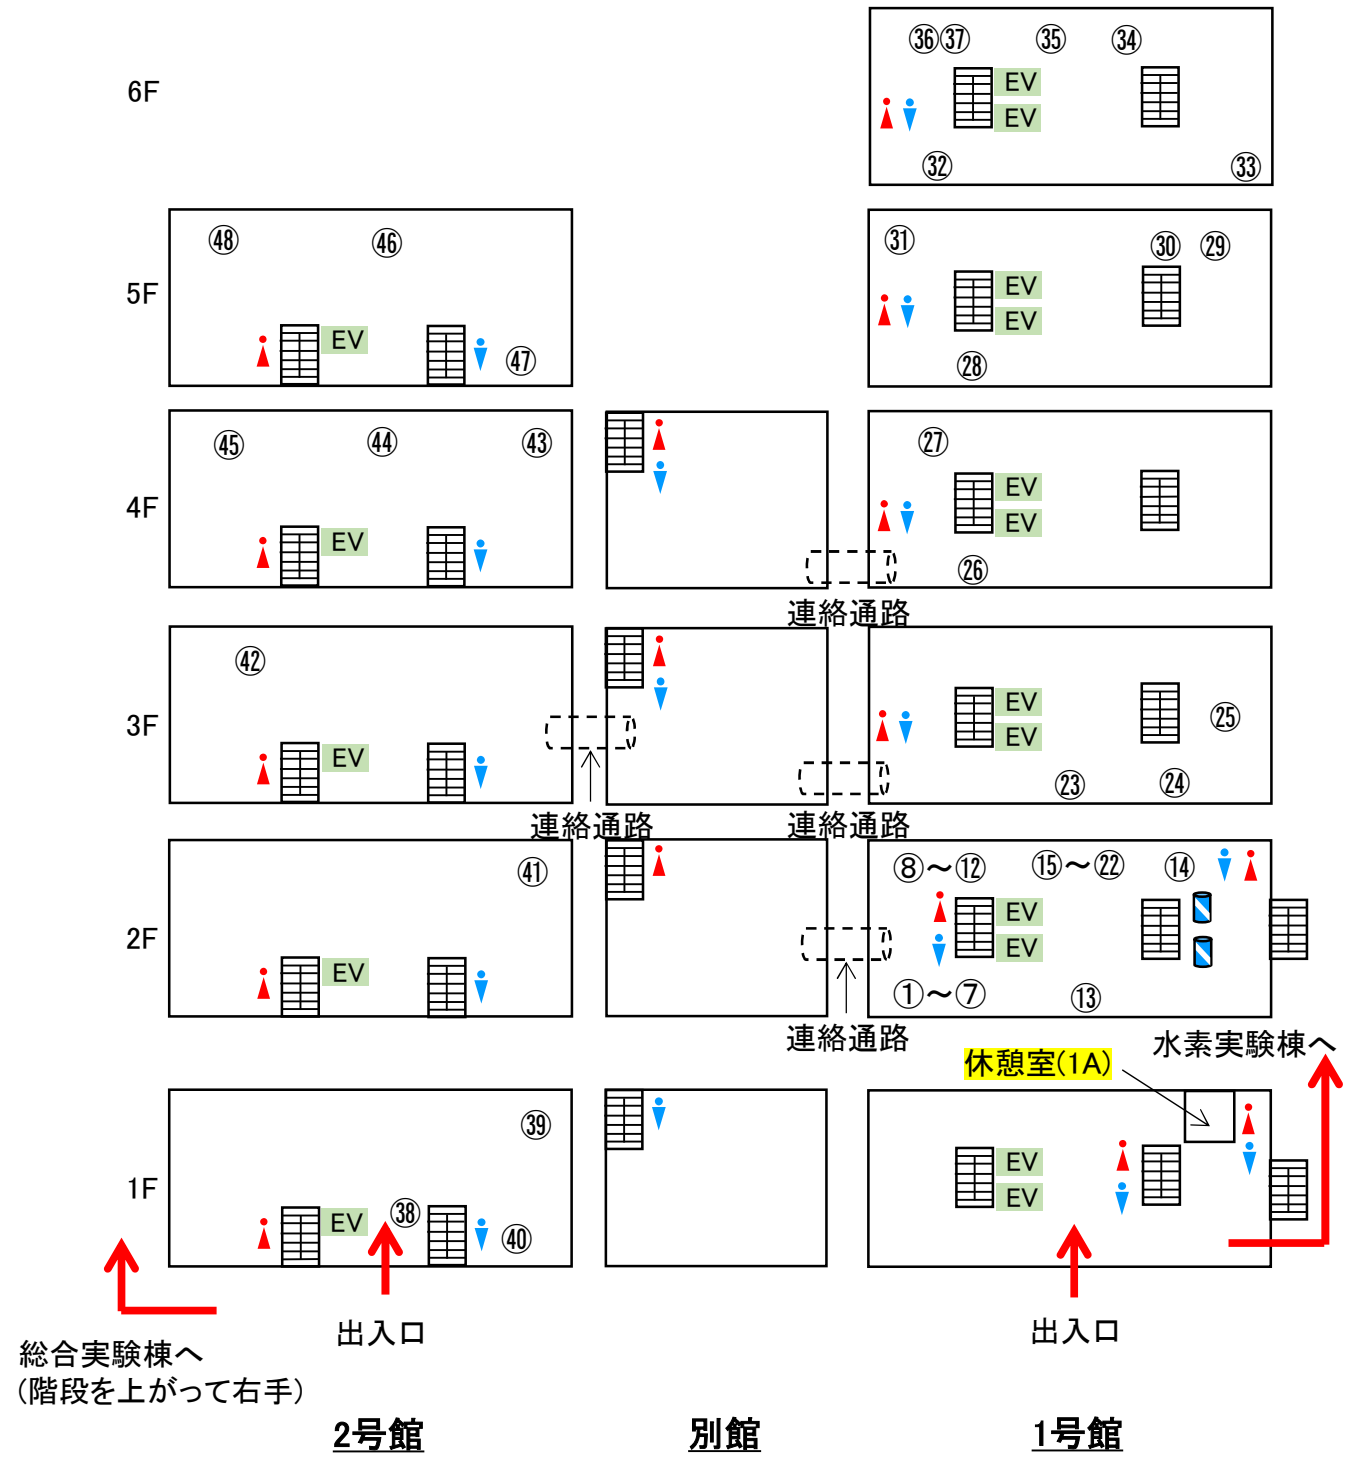 ㊱㊲ ㉟ ㉞
6F
EV
EV
㉜ ㉝
㊽ ㊻
㉛ ㉚ ㉙
5F
EV
EV
EV
㊼
㉘
㊺ ㊹ ㊸
㉗
4F
EV
EV
EV
㉖
連絡通路
㊷
3F
EV
EV
EV
㉕
㉓ ㉔
連絡通路
連絡通路
㊶
⑧～⑫ ⑮～㉒ ⑭
2F
EV
EV
EV
①～⑦ ⑬
連絡通路
水素実験棟へ
休憩室(1A)
㊴
1F
EV
EV
EV
㊳
㊵
出入口
出入口
総合実験棟へ
(階段を上がって右手)
2号館 別館 1号館